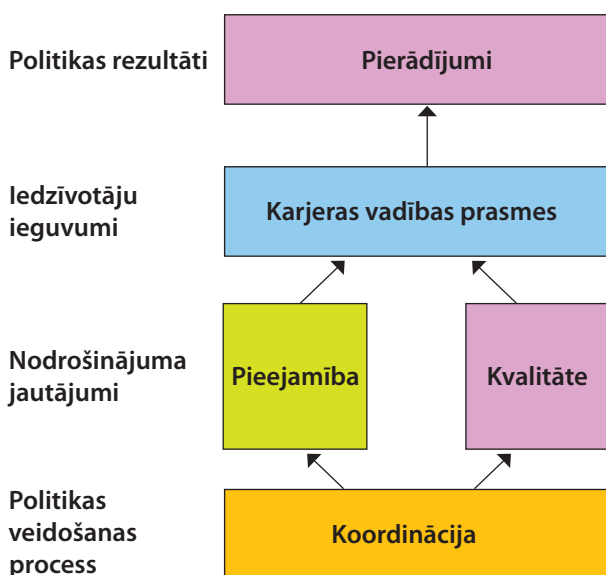 Politikas rezultāti
Pierādījumi
Iedzīvotāju
ieguvumi
Karjeras vadības prasmes
Nodrošinājuma
jautājumi
Pieejamība
Kvalitāte
Politikas
veidošanas
process
Koordinācija